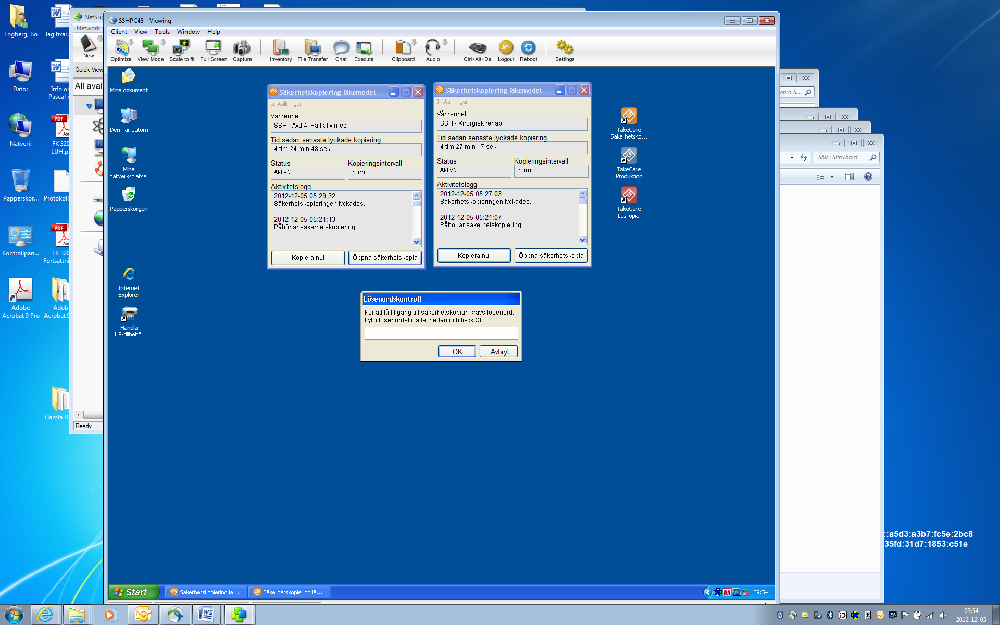 Engberg, Bo
Jag fixar.
Dator
Info or
Pascal r
Nätverk
FK 320
LUH.p
Papperskor...
Protokoll
Kontrollpan...
FK 320
Fortsättni
Adobe
Acrobat 9 Pro
Adob
Acrobat 9
Gamla D
NetSup
Network
New
Quick View
All avai
Ready
SSHPC48 - Viewing
Client View Tools Window Help
Optimize View Mode Scale to fit Full Screen Capture Inventory File Transfer Chat Execute Clipboard Audio Ctrl+Alt+Del Logout Reboot Settings
Mina dokument
Den här datorn
Mina
nätverksplatser
Papperskorgen
Internet
Explorer
Handla
HP-tillbehör
Säkerhetskopiering läkemedel
Inställningar
Vårdenhet
SSH - Avd 4, Palliativ med
Tid sedan senaste lyckade kopiering
4 tim 24 min 48 sek
Status Kopieringsintervall
Aktiv \ 6 tim
Aktivitetslogg
2012-12-05 05:29:32
Säkerhetskopieringen lyckades.
2012-12-05 05:21:13
Påbörjar säkerhetskopiering...
Kopiera nu! Öppna säkerhetskopia
Säkerhetskopiering läkemedel
Inställningar
Vårdenhet
SSH - Kirurgisk rehab
Tid sedan senaste lyckade kopiering
4 tim 27 min 17 sek
Status Kopieringsintervall
Aktiv \ 6 tim
Aktivitetslogg
2012-12-05 05:27:03
Säkerhetskopieringen lyckades.
2012-12-05 05:21:07
Påbörjar säkerhetskopiering...
Kopiera nu! Öppna säkerhetskopia
TakeCare
Säkerhetsko...
TakeCare
Produktion
TakeCare
Läskopia
Lösenordskontroll
För att få tillgång till säkerhetskopian krävs lösenord.
Fyll i lösenordet i fältet nedan och tryck OK.
OK Avbryt
opia S...
Sök i Skrivbord
::a5d3:a3b7:fc5e:2bc8
35fd:31d7:1853:c51e
Start Säkerhetskopiering lä... Säkerhetskopiering lä... 09:54
09:54
2012-12-05